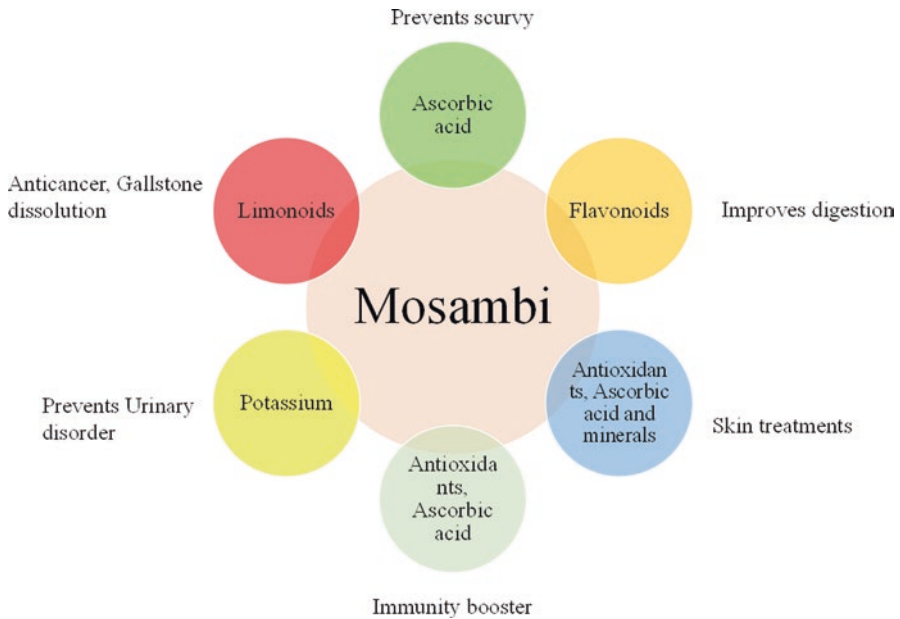 Prevents scurvy
Ascorbic
acid
Anticancer, Gallstone
dissolution
Limonoids
Flavonoids
Improves digestion
Mosambi
Prevents Urinary
disorder
Potassium
Antioxidan
ts, Ascorbic
acid and
minerals
Skin treatments
Antioxida
nts,
Ascorbic
acid
Immunity booster